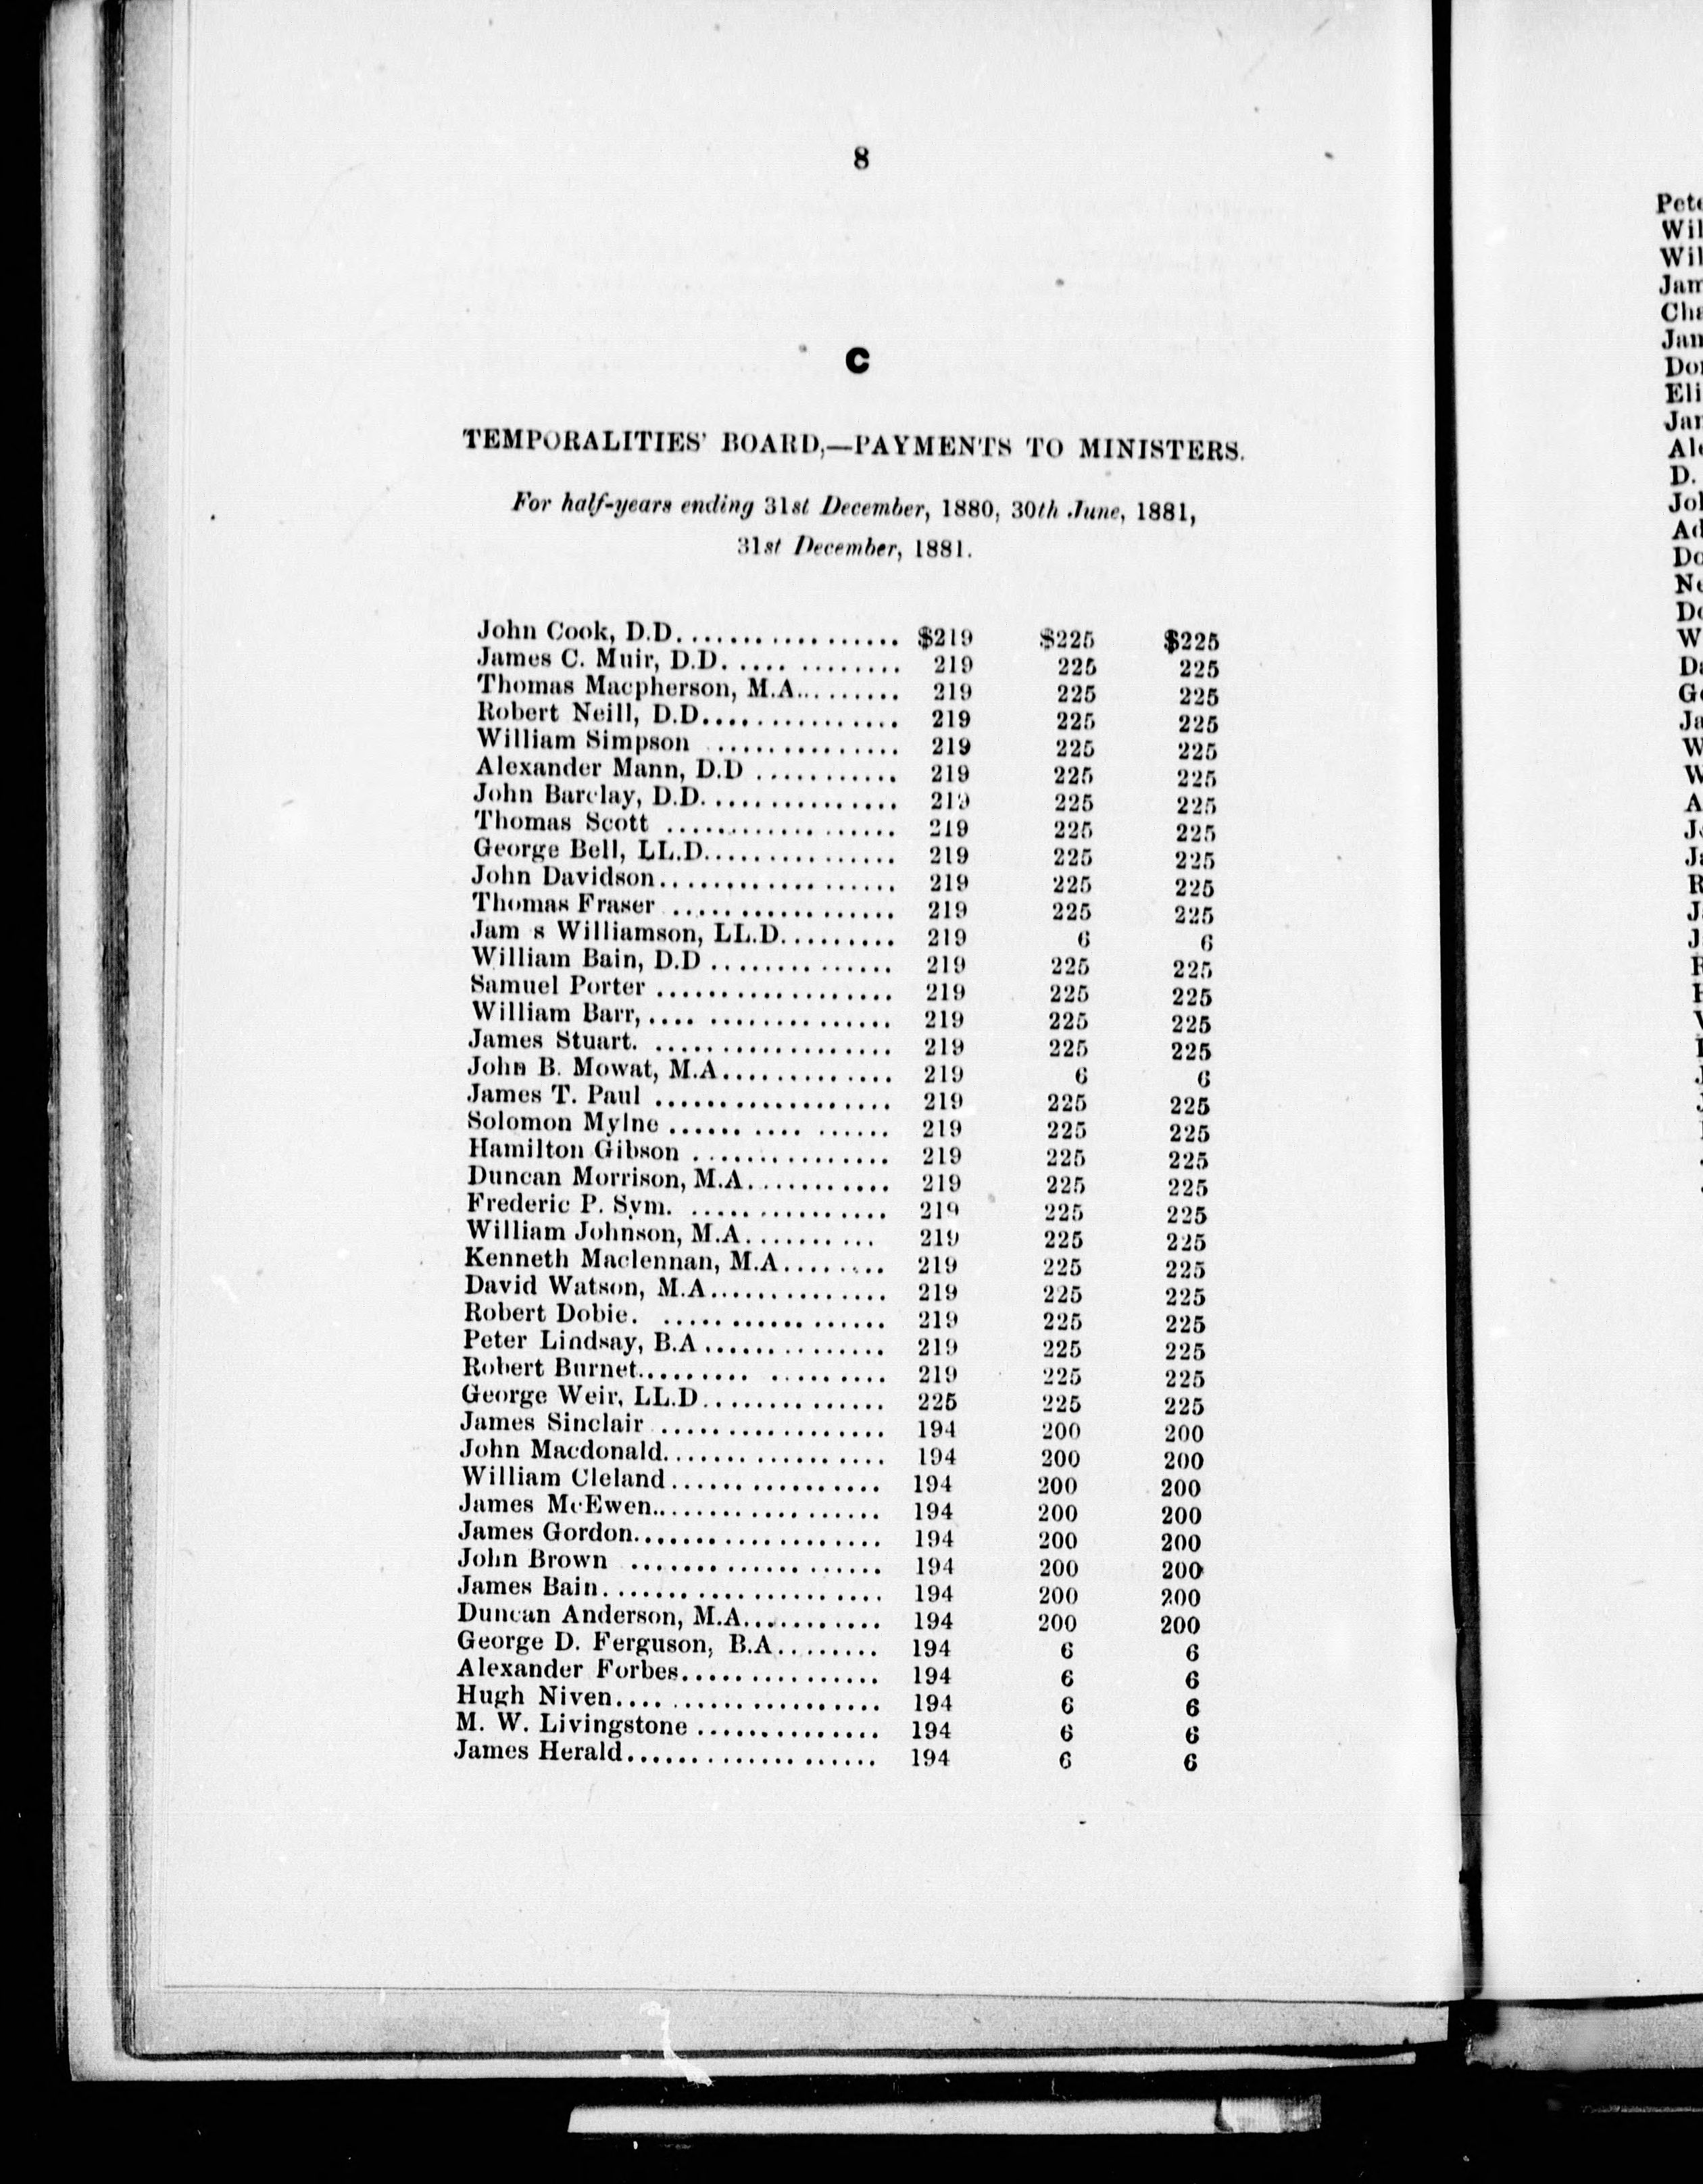 8
C
TEMPORALITIES' BOARD,—PAYMENTS TO MINISTERS.
For half-years ending 31st December, 1880, 30th June, 1881,
31st December, 1881.
John Cook, D.D.................. $219 $225 $225
James C. Muir, D.D. .... ........ 219 225 225
Thomas Macpherson, M.A......... 219 225 225
Robert Neill, D.D................ 219 225 225
William Simpson ............... 219 225 225
Alexander Mann, D.D ........... 219 225 225
John Barclay, D.D. .............. 219 225 225
Thomas Scott .................. 219 225 225
George Bell, LL.D................ 219 225 225
John Davidson................... 219 225 225
Thomas Fraser .................. 219 225 225
Jam s Williamson, LL.D......... 219 6 6
William Bain, D.D .............. 219 225 225
Samuel Porter ................... 219 225 225
William Barr, .... .............. 219 225 225
James Stuart. ................... 219 225 225
John B. Mowat, M.A.............. 219 6 6
James T. Paul ................... 219 225 225
Solomon Mylne ...... .... ...... 219 225 225
Hamilton Gibson ................ 219 225 225
Duncan Morrison, M.A............ 219 225 225
Frederic P. Sym. ................ 219 225 225
William Johnson, M.A.......... 219 225 225
Kenneth Maclennan, M.A........ 219 225 225
David Watson, M.A.............. 219 225 225
Robert Dobie. .................. 219 225 225
Peter Lindsay, B.A .............. 219 225 225
Robert Burnet......... ......... 219 225 225
George Weir, LL.D............... 225 225 225
James Sinclair .................. 194 200 200
John Macdonald.................. 194 200 200
William Cleland................. 194 200 200
James McEwen................... 194 200 200
James Gordon.................... 194 200 200
John Brown .................... 194 200 200
James Bain...................... 194 200 200
Duncan Anderson, M.A........... 194 200 200
George D. Ferguson, B.A........ 194 6 6
Alexander Forbes................ 194 6 6
Hugh Niven.... ................. 194 6 6
M. W. Livingstone .............. 194 6 6
James Herald.................... 194 6 6